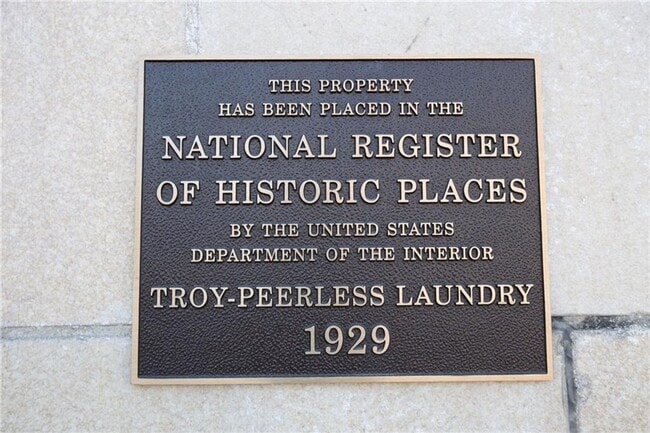 THIS PROPERTY
HAS BEEN PLACED IN THE
NATIONAL REGISTER
OF HISTORIC PLACES
BY THE UNITED STATES
DEPARTMENT OF THE INTERIOR
TROY-PEERLESS LAUNDRY
1929